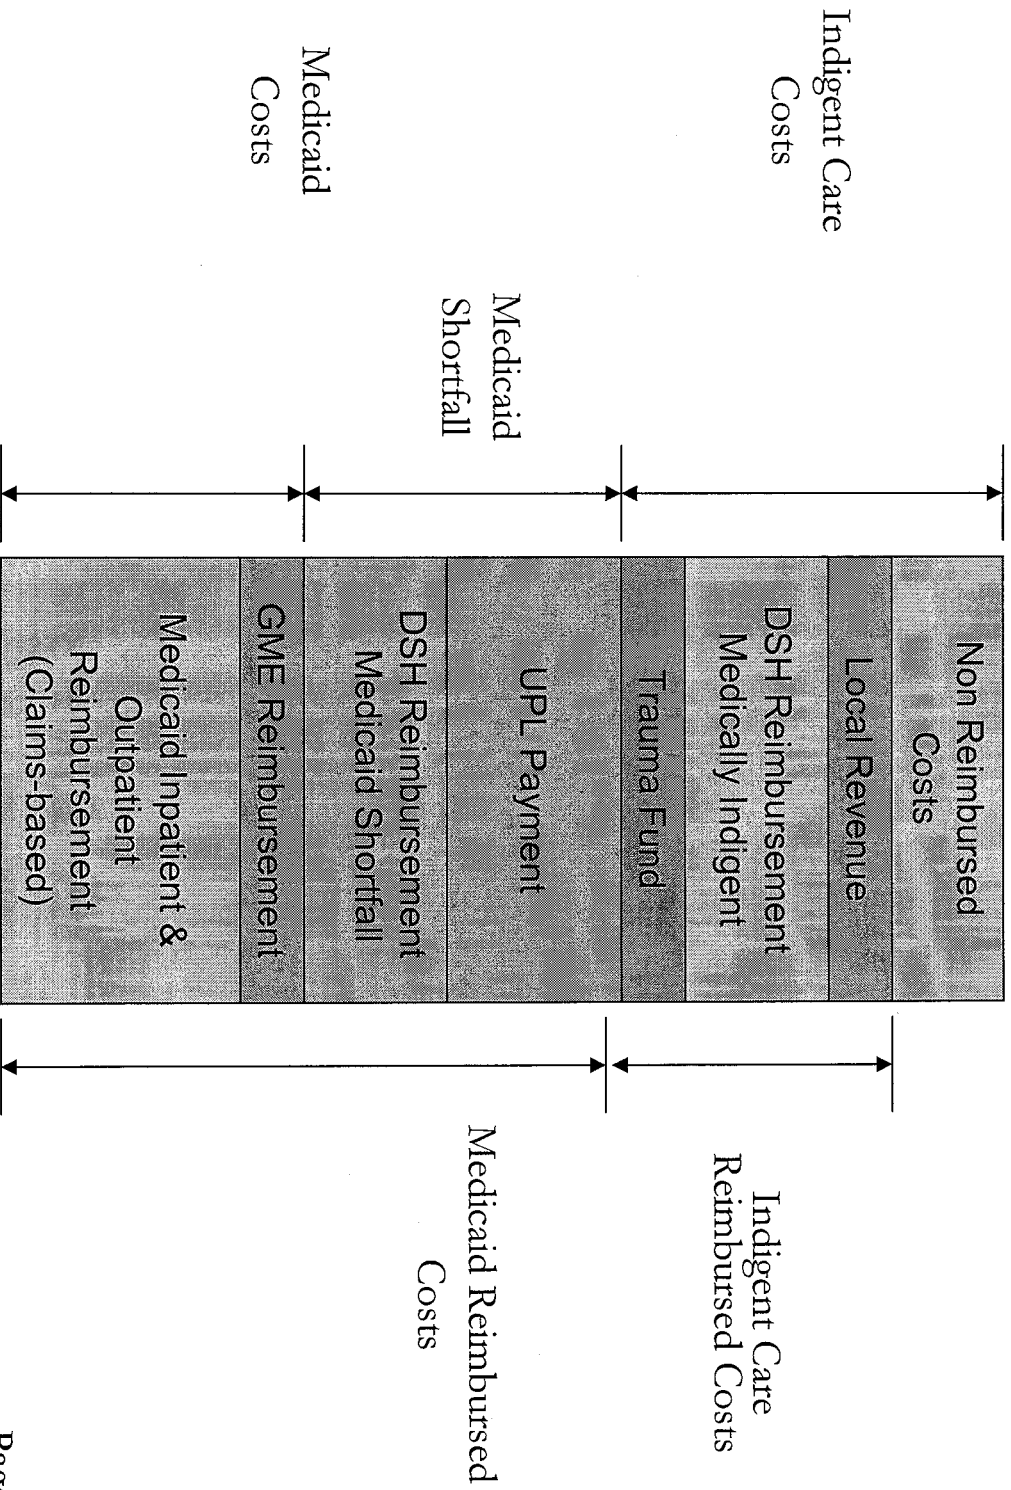 Indigent Care
Costs
Medicaid
Shortfall
Medicaid
Costs
Non Reimbursed
Costs
Local Revenue
DSH Reimbursement
Medically Indigent
Trauma Fund
UPL Payment
DSH Reimbursement
Medicaid Shortfall
GME Reimbursement
Medicaid Inpatient &
Outpatient
Reimbursement
(Claims-based)
Indigent Care
Reimbursed Costs
Medicaid Reimbursed
Costs
Page